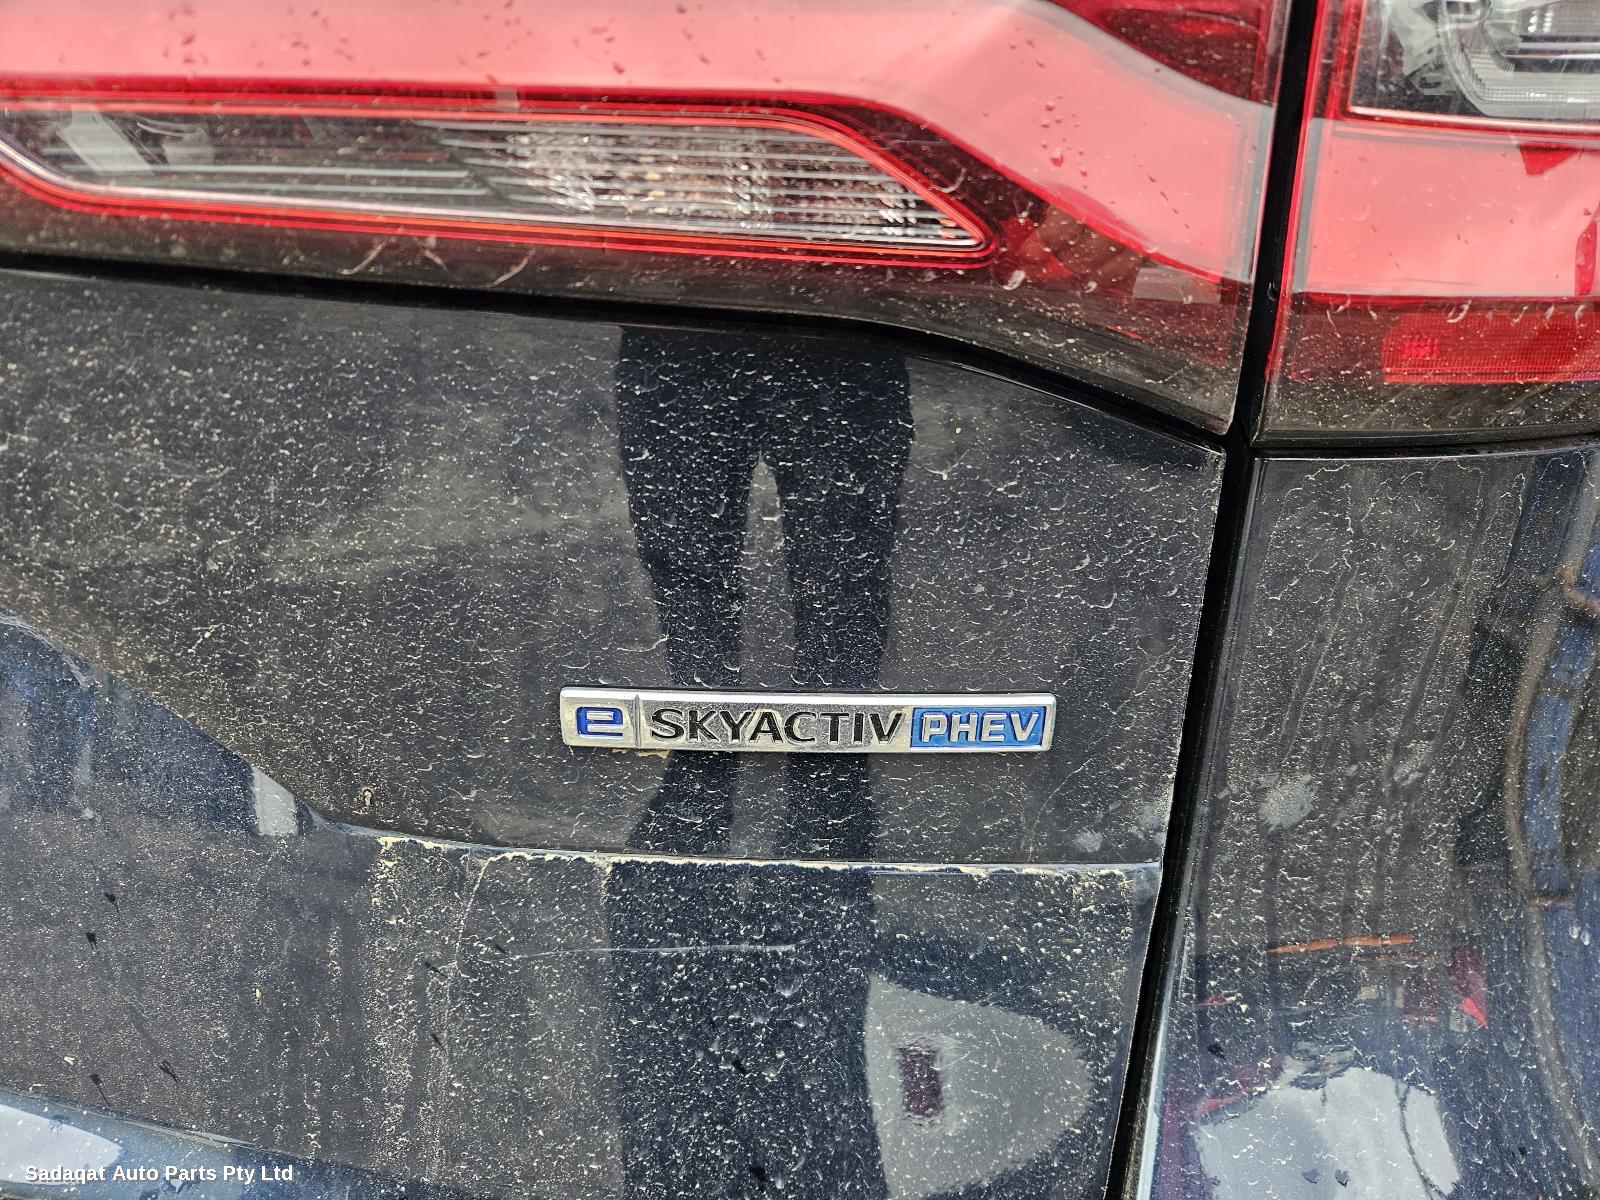 e SKYACTIV PHEV
Sadaqat Auto Parts Pty Ltd